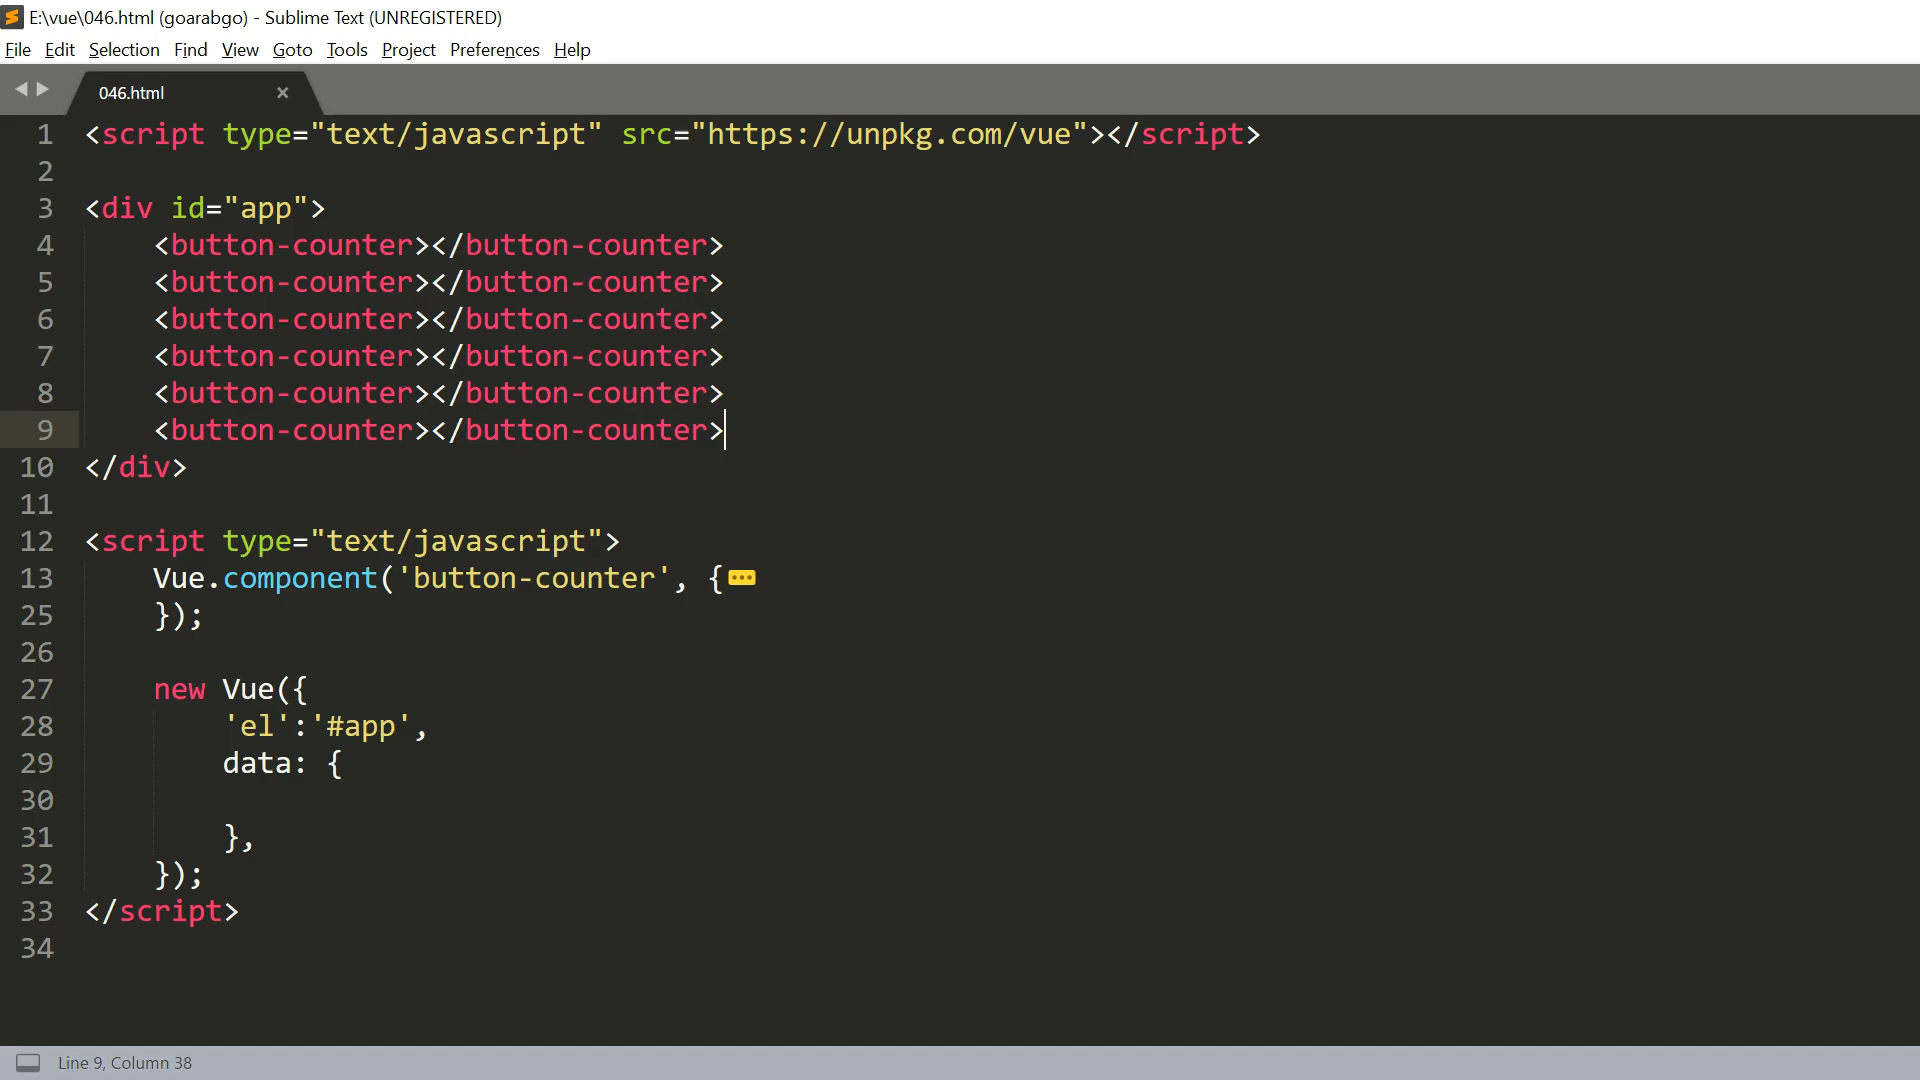 E:\vue\046.html (goarabgo) - Sublime Text (UNREGISTERED)
File Edit Selection Find View Goto Tools Project Preferences Help
046.html
1 <script type="text/javascript" src="https://unpkg.com/vue"></script>
2
3 <div id="app">
4     <button-counter></button-counter>
5     <button-counter></button-counter>
6     <button-counter></button-counter>
7     <button-counter></button-counter>
8     <button-counter></button-counter>
9     <button-counter></button-counter>
10 </div>
11
12 <script type="text/javascript">
13     Vue.component('button-counter', {
25     });
26
27     new Vue({
28         'el':'#app',
29         data: {
30
31         },
32     });
33 </script>
34
Line 9, Column 38